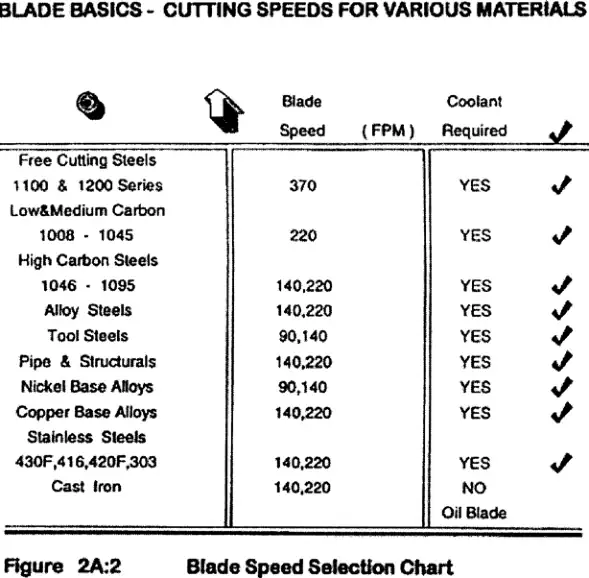 BLADE BASICS - CUTTING SPEEDS FOR VARIOUS MATERIALS
Blade Coolant
Speed ( FPM ) Required
Free Cutting Steels
1100 & 1200 Series 370 YES
Low&Medium Carbon
1008 - 1045 220 YES
High Carbon Steels
1046 - 1095 140,220 YES
Alloy Steels 140,220 YES
Tool Steels 90,140 YES
Pipe & Structurals 140,220 YES
Nickel Base Alloys 90,140 YES
Copper Base Alloys 140,220 YES
Stainless Steels
430F,416,420F,303 140,220 YES
Cast Iron 140,220 NO
Oil Blade
Figure 2A:2 Blade Speed Selection Chart